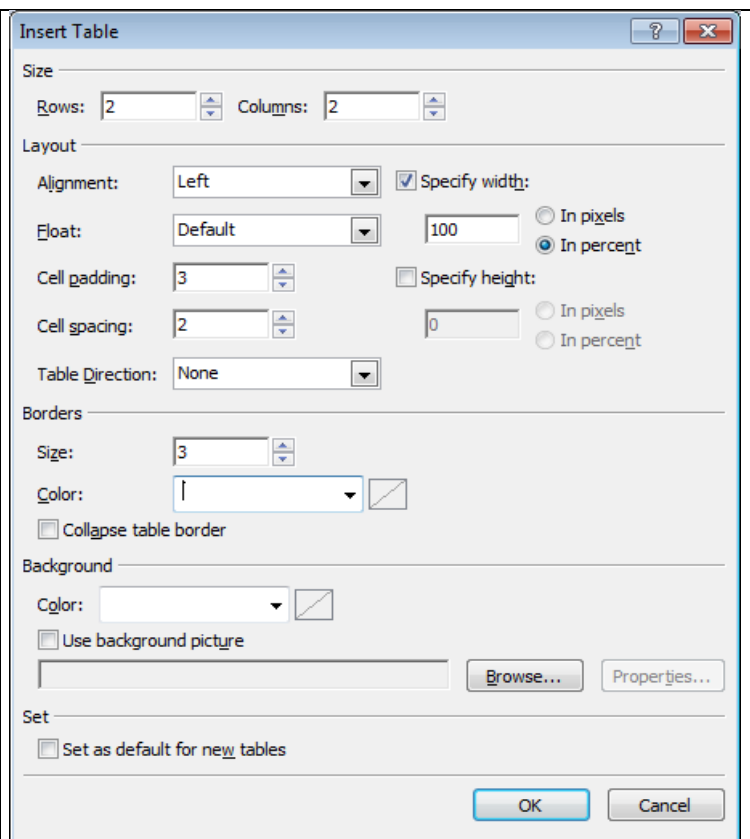 Insert Table
Size
Rows: 2 Columns: 2
Layout
Alignment: Left Specify width:
Float: Default 100 In pixels
In percent
Cell padding: 3 Specify height:
Cell spacing: 2 0 In pixels
In percent
Table Direction: None
Borders
Size: 3
Color:
Collapse table border
Background
Color:
Use background picture
Browse... Properties...
Set
Set as default for new tables
OK Cancel